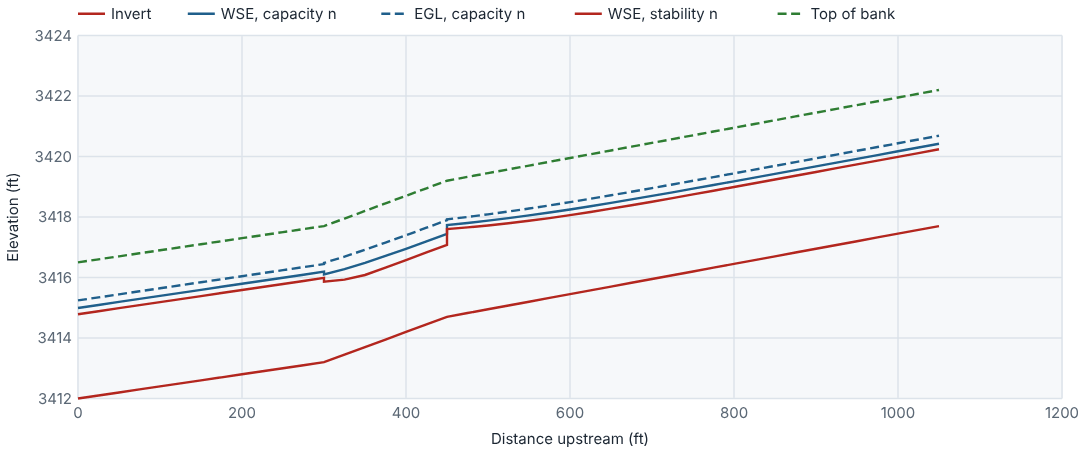 Invert WSE, capacity n EGL, capacity n WSE, stability n Top of bank
3424
3422
3420
3418
3416
3414
3412
0 200 400 600 800 1000 1200
Elevation (ft)
Distance upstream (ft)